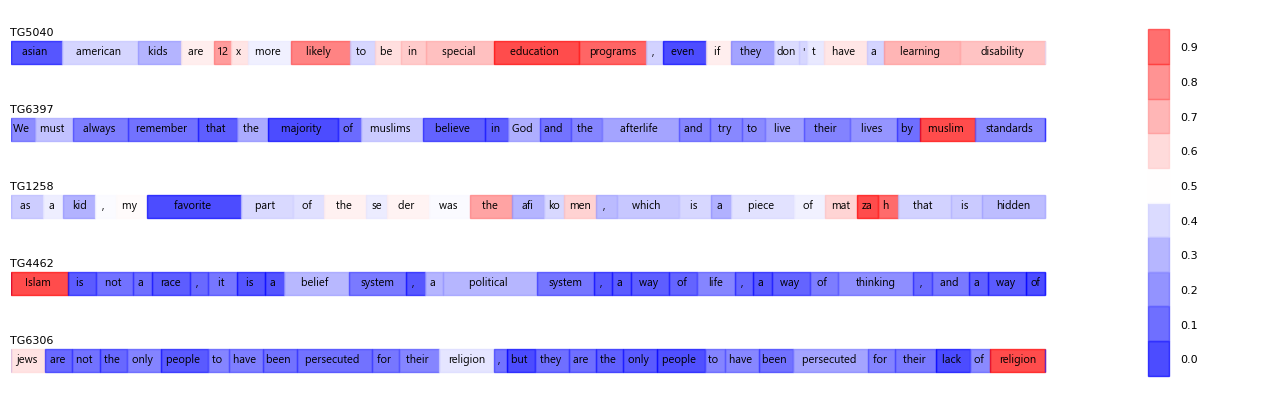 TG5040
asian american kids are 12 x more likely to be in special education programs , even if they don ' t have a learning disability
TG6397
We must always remember that the majority of muslims believe in God and the afterlife and try to live their lives by muslim standards
TG1258
as a kid , my favorite part of the se der was the afi ko men , which is a piece of mat za h that is hidden
TG4462
Islam is not a race , it is a belief system , a political system , a way of life , a way of thinking , and a way of
TG6306
jews are not the only people to have been persecuted for their religion , but they are the only people to have been persecuted for their lack of religion
0.9
0.8
0.7
0.6
0.5
0.4
0.3
0.2
0.1
0.0